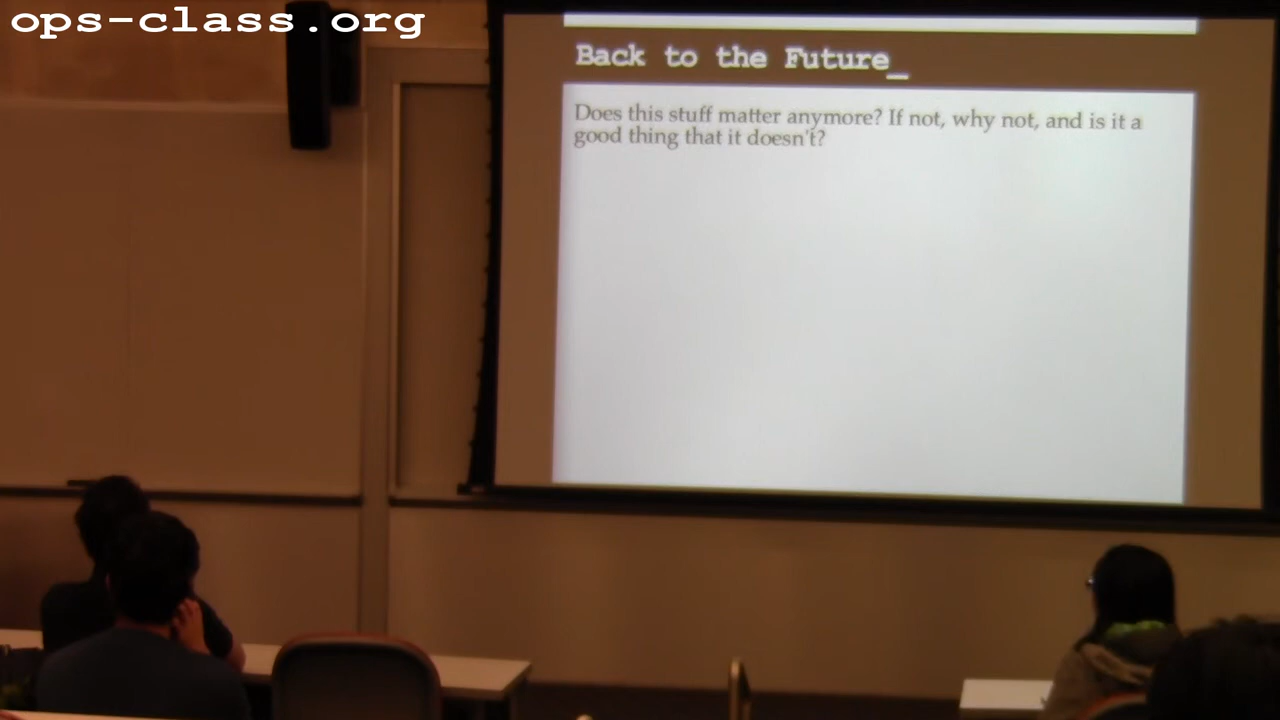 ops-class.org
Back to the Future_
Does this stuff matter anymore? If not, why not, and is it a
good thing that it doesn't?